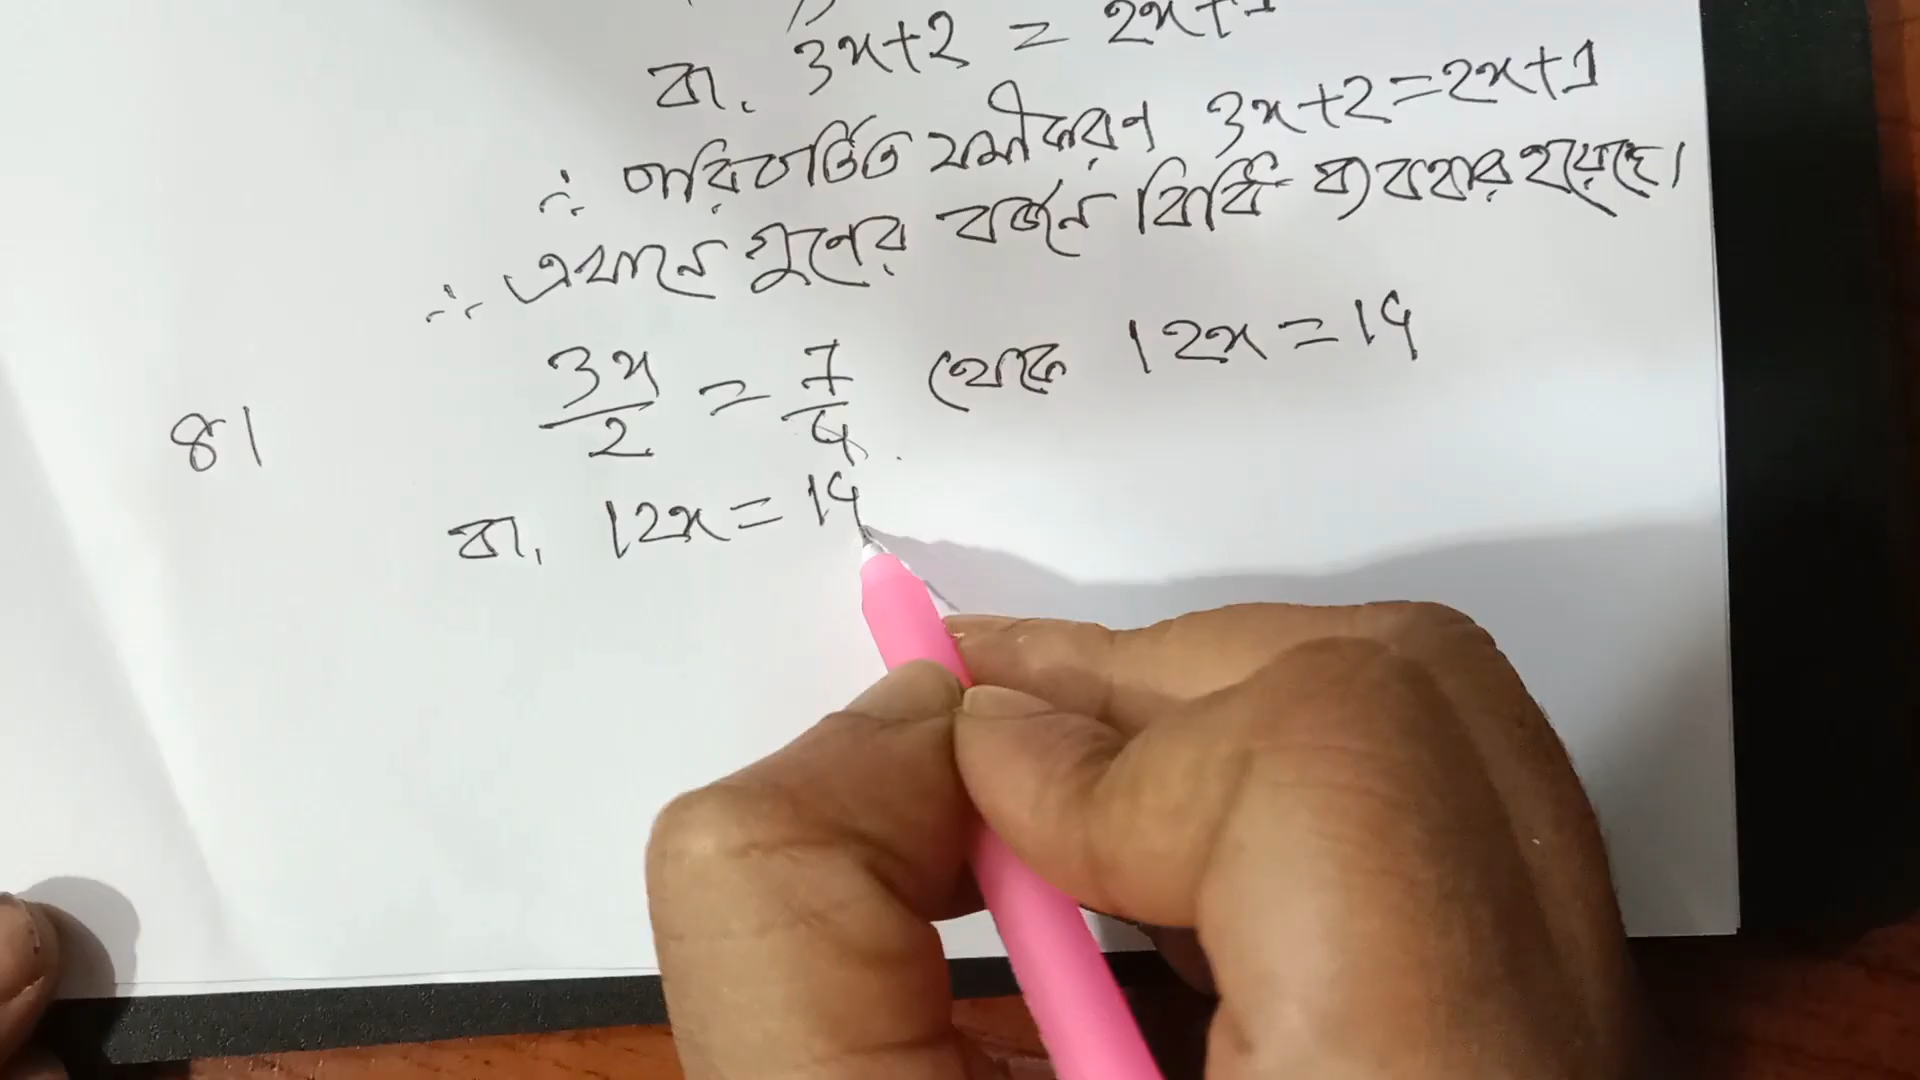 বা, 3x+2 = 2x+1
∴ পরিবর্তিত সমীকরণ 3x+2=2x+1
∴ এখানে গুনের বর্জন বিধি ব্যবহার হয়েছে।
8। 3x/2 = 7/4 থেকে 12x=14
বা, 12x=14